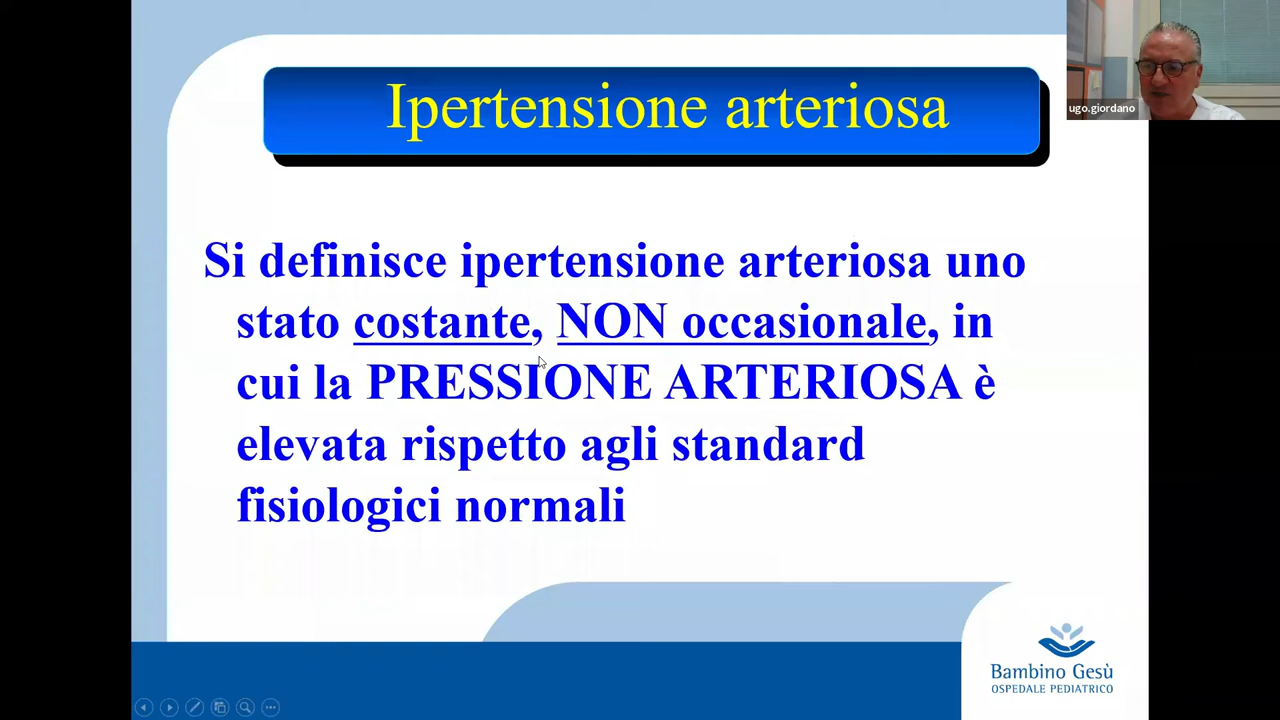 Ipertensione arteriosa
ugo.giordano
Si definisce ipertensione arteriosa uno
stato costante, NON occasionale, in
cui la PRESSIONE ARTERIOSA è
elevata rispetto agli standard
fisiologici normali
Bambino Gesù
OSPEDALE PEDIATRICO